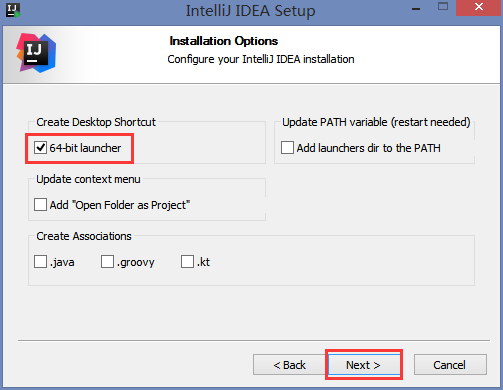 IntelliJ IDEA Setup
IJ
Installation Options
Configure your IntelliJ IDEA installation
Create Desktop Shortcut
64-bit launcher
Update PATH variable (restart needed)
Add launchers dir to the PATH
Update context menu
Add "Open Folder as Project"
Create Associations
.java .groovy .kt
< Back Next > Cancel